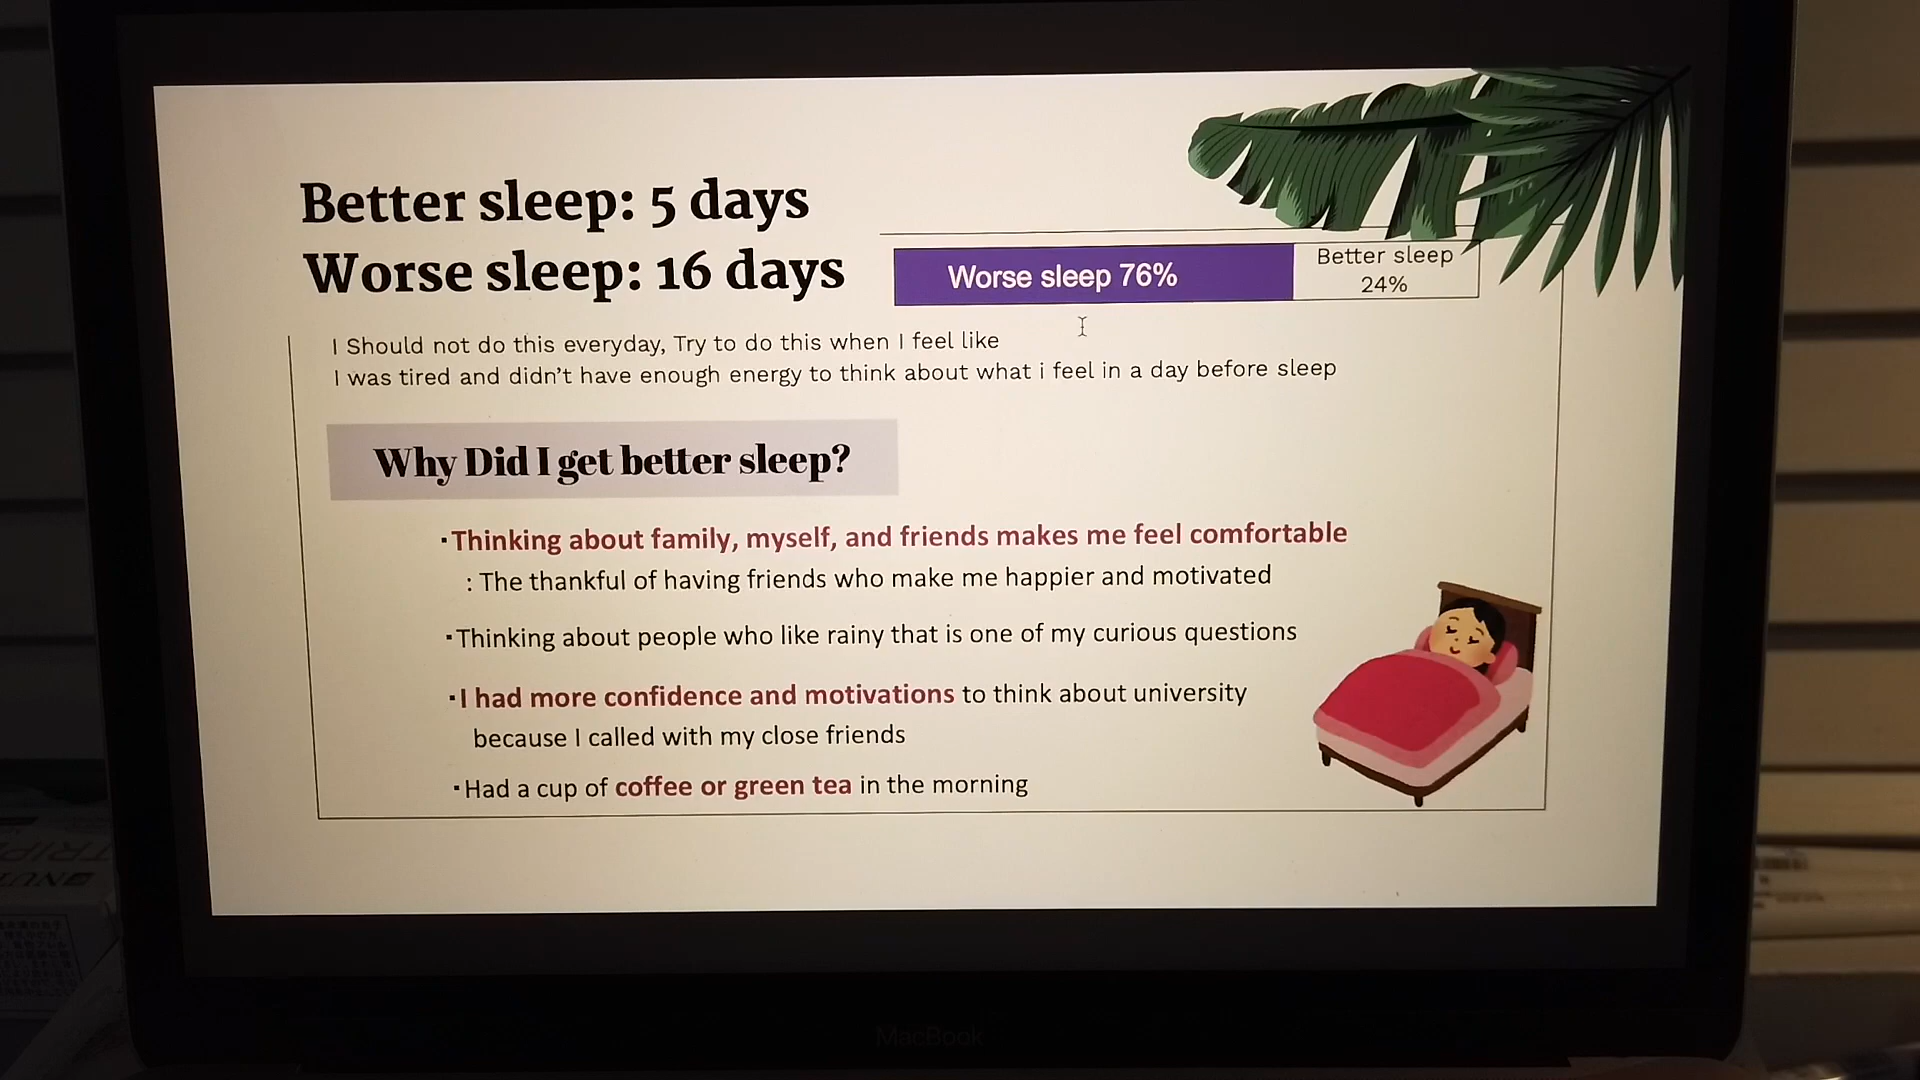 Better sleep: 5 days
Worse sleep: 16 days
Worse sleep 76%
Better sleep
24%
I Should not do this everyday, Try to do this when I feel like
I was tired and didn't have enough energy to think about what i feel in a day before sleep
Why Did I get better sleep?
·Thinking about family, myself, and friends makes me feel comfortable
: The thankful of having friends who make me happier and motivated
·Thinking about people who like rainy that is one of my curious questions
·I had more confidence and motivations to think about university
because I called with my close friends
·Had a cup of coffee or green tea in the morning
MacBook